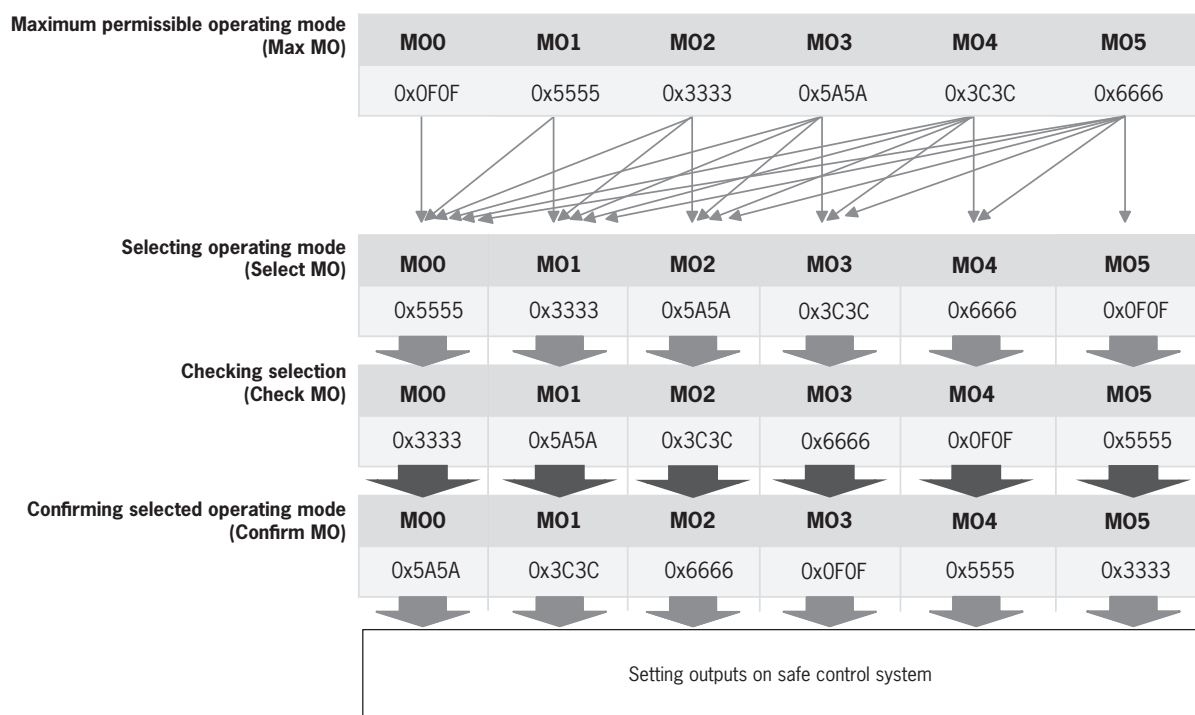 Maximum permissible operating mode
(Max MO)
MO0 MO1 MO2 MO3 MO4 MO5
0x0F0F 0x5555 0x3333 0x5A5A 0x3C3C 0x6666
Selecting operating mode
(Select MO)
MO0 MO1 MO2 MO3 MO4 MO5
0x5555 0x3333 0x5A5A 0x3C3C 0x6666 0x0F0F
Checking selection
(Check MO)
MO0 MO1 MO2 MO3 MO4 MO5
0x3333 0x5A5A 0x3C3C 0x6666 0x0F0F 0x5555
Confirming selected operating mode
(Confirm MO)
MO0 MO1 MO2 MO3 MO4 MO5
0x5A5A 0x3C3C 0x6666 0x0F0F 0x5555 0x3333
Setting outputs on safe control system